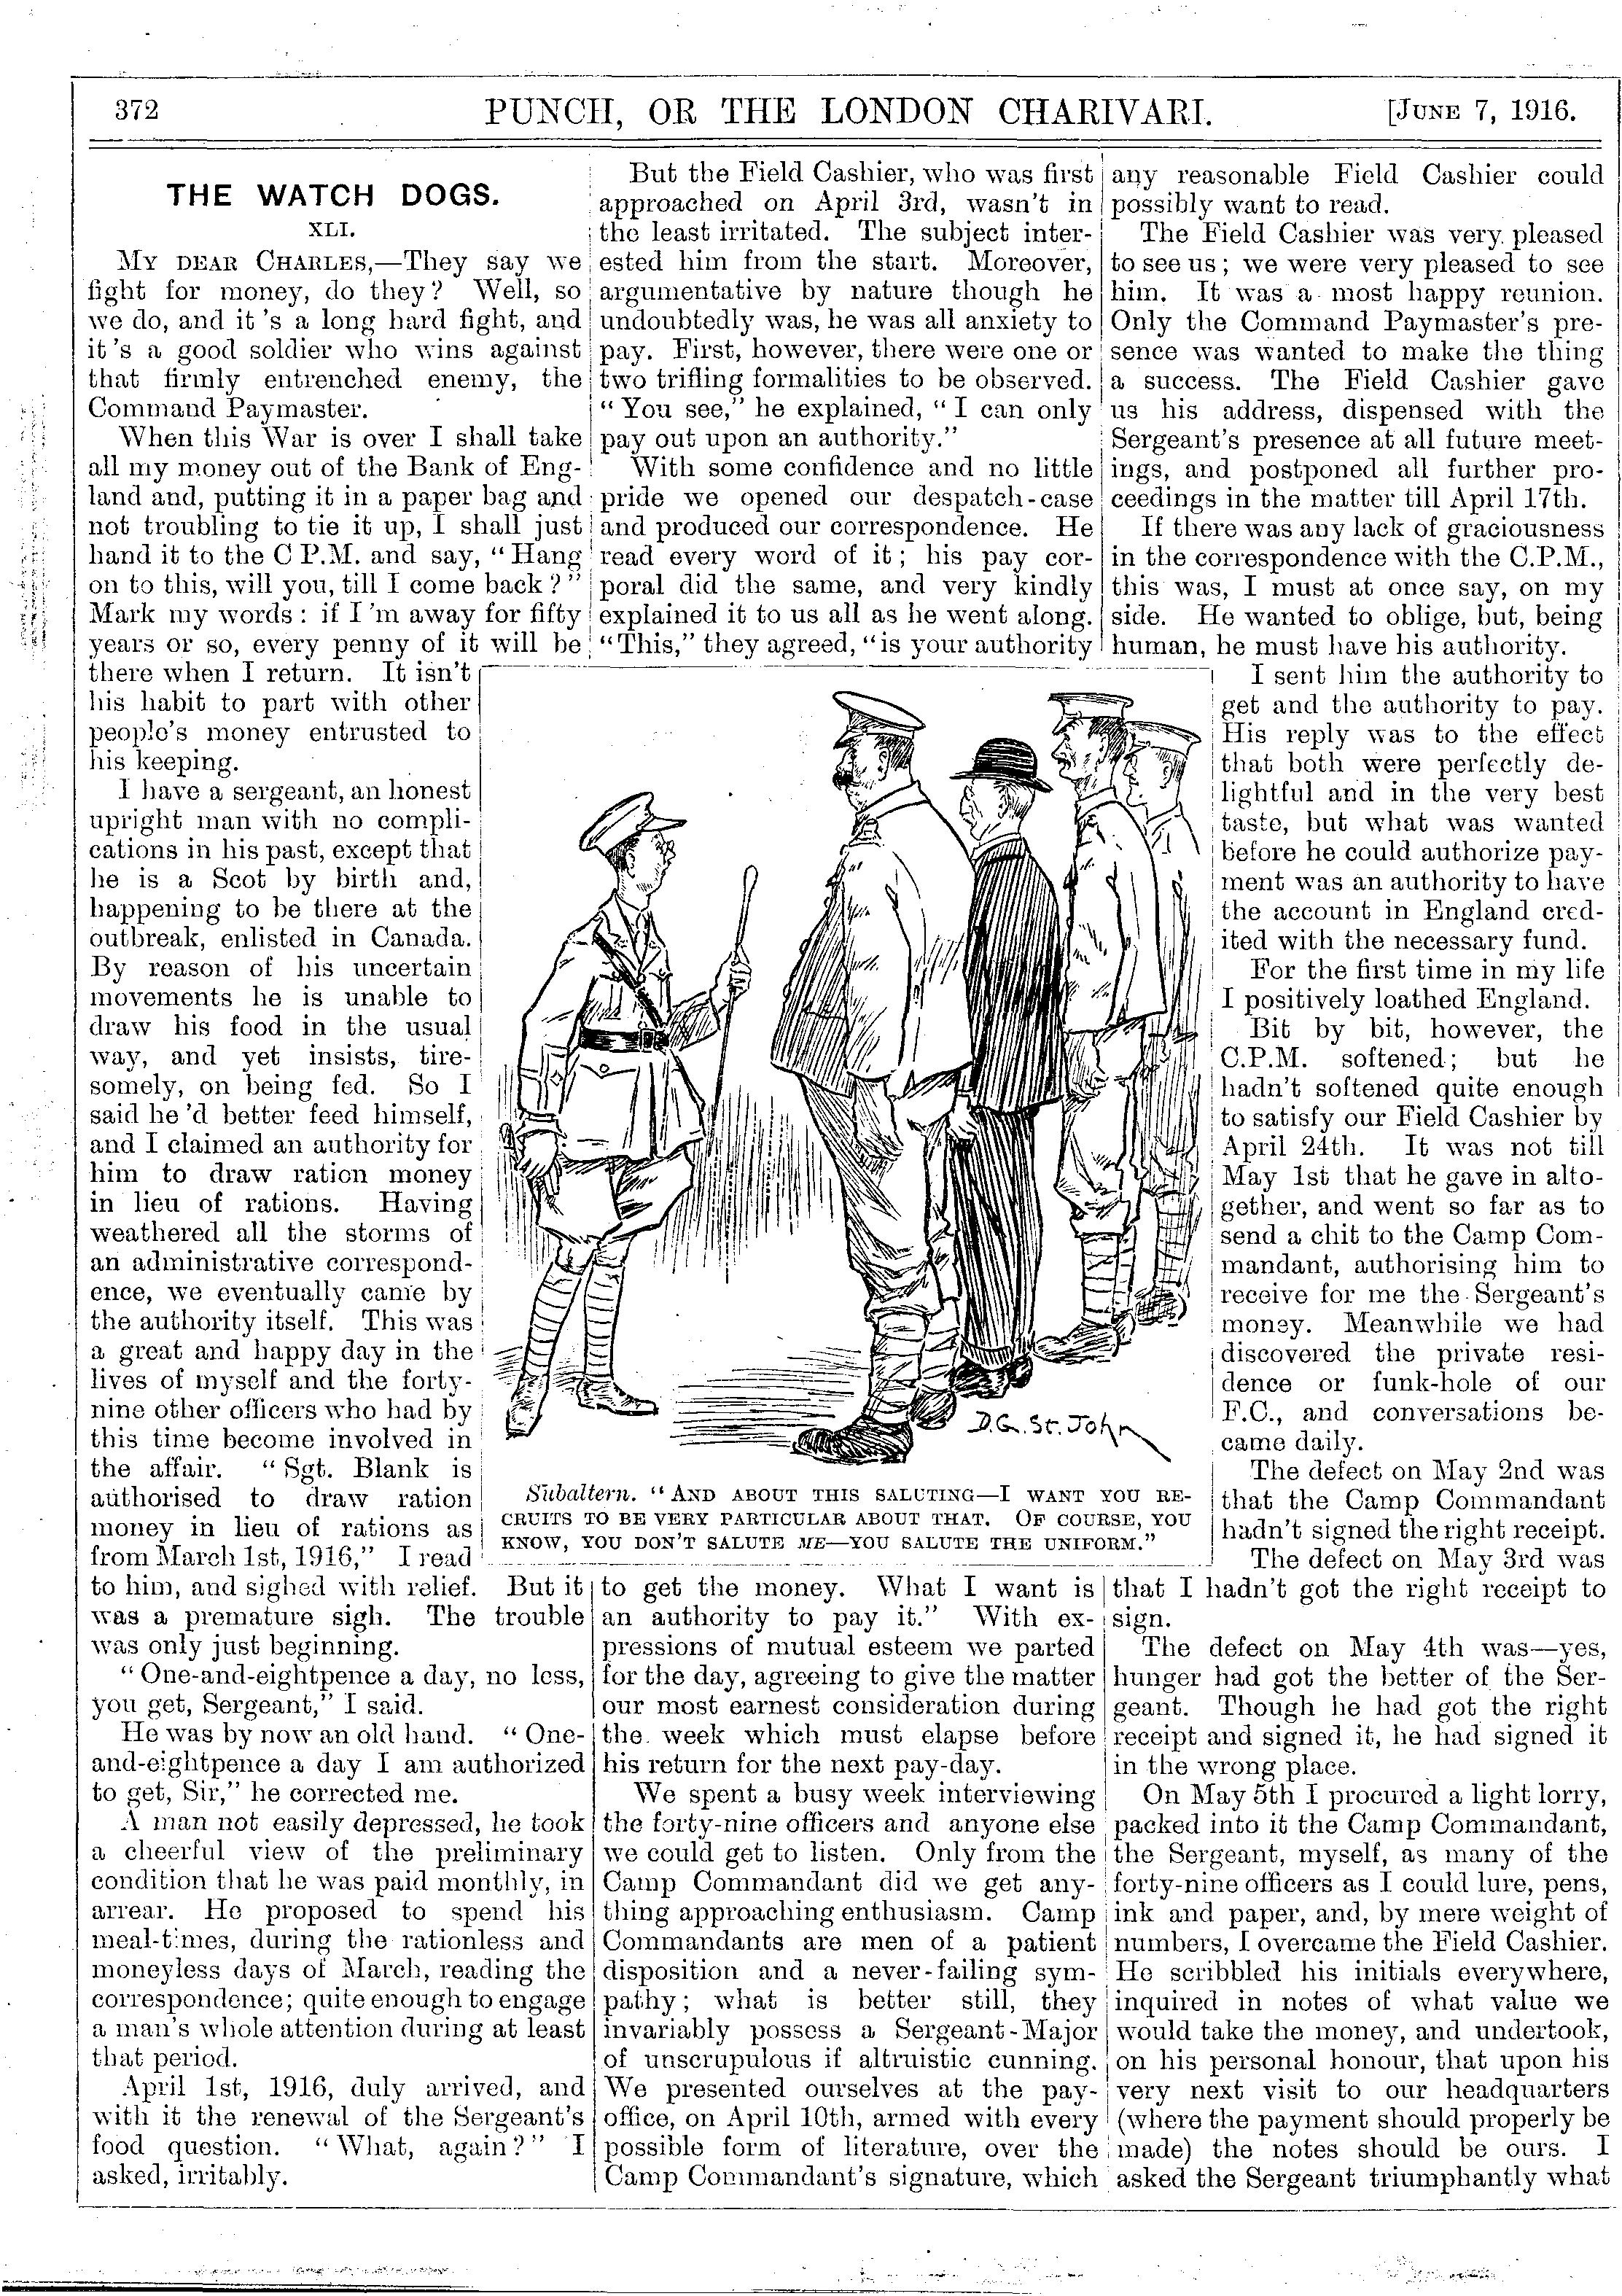 372
PUNCH, OR THE LONDON CHARIVARI.
[JUNE 7, 1916.
THE WATCH DOGS.
XLI.
MY DEAR CHARLES,—They say we
fight for money, do they? Well, so
we do, and it's a long hard fight, and
it's a good soldier who wins against
that firmly entrenched enemy, the
Command Paymaster.
When this War is over I shall take
all my money out of the Bank of Eng-
land and, putting it in a paper bag and
not troubling to tie it up, I shall just
hand it to the C P.M. and say, "Hang
on to this, will you, till I come back?"
Mark my words: if I'm away for fifty
years or so, every penny of it will be
there when I return. It isn't
his habit to part with other
people's money entrusted to
his keeping.
I have a sergeant, an honest
upright man with no compli-
cations in his past, except that
he is a Scot by birth and,
happening to be there at the
outbreak, enlisted in Canada.
By reason of his uncertain
movements he is unable to
draw his food in the usual
way, and yet insists, tire-
somely, on being fed. So I
said he'd better feed himself,
and I claimed an authority for
him to draw ration money
in lieu of rations. Having
weathered all the storms of
an administrative correspond-
ence, we eventually came by
the authority itself. This was
a great and happy day in the
lives of myself and the forty-
nine other officers who had by
this time become involved in
the affair. "Sgt. Blank is
authorised to draw ration
money in lieu of rations as
from March 1st, 1916," I read
to him, and sighed with relief. But it
was a premature sigh. The trouble
was only just beginning.
"One-and-eightpence a day, no less,
you get, Sergeant," I said.
He was by now an old hand. "One-
and-eightpence a day I am authorized
to get, Sir," he corrected me.
A man not easily depressed, he took
a cheerful view of the preliminary
condition that he was paid monthly, in
arrear. He proposed to spend his
meal-times, during the rationless and
moneyless days of March, reading the
correspondence; quite enough to engage
a man's whole attention during at least
that period.
April 1st, 1916, duly arrived, and
with it the renewal of the Sergeant's
food question. "What, again?" I
asked, irritably.
But the Field Cashier, who was first
approached on April 3rd, wasn't in
the least irritated. The subject inter-
ested him from the start. Moreover,
argumentative by nature though he
undoubtedly was, he was all anxiety to
pay. First, however, there were one or
two trifling formalities to be observed.
"You see," he explained, "I can only
pay out upon an authority."
With some confidence and no little
pride we opened our despatch-case
and produced our correspondence. He
read every word of it; his pay cor-
poral did the same, and very kindly
explained it to us all as he went along.
"This," they agreed, "is your authority
D. G. St. John
Subaltern. "AND ABOUT THIS SALUTING—I WANT YOU RE-
CRUITS TO BE VERY PARTICULAR ABOUT THAT. OF COURSE, YOU
KNOW, YOU DON'T SALUTE ME—YOU SALUTE THE UNIFORM."
to get the money. What I want is
an authority to pay it." With ex-
pressions of mutual esteem we parted
for the day, agreeing to give the matter
our most earnest consideration during
the week which must elapse before
his return for the next pay-day.
We spent a busy week interviewing
the forty-nine officers and anyone else
we could get to listen. Only from the
Camp Commandant did we get any-
thing approaching enthusiasm. Camp
Commandants are men of a patient
disposition and a never-failing sym-
pathy; what is better still, they
invariably possess a Sergeant-Major
of unscrupulous if altruistic cunning.
We presented ourselves at the pay-
office, on April 10th, armed with every
possible form of literature, over the
Camp Commandant's signature, which
any reasonable Field Cashier could
possibly want to read.
The Field Cashier was very pleased
to see us; we were very pleased to see
him. It was a most happy reunion.
Only the Command Paymaster's pre-
sence was wanted to make the thing
a success. The Field Cashier gave
us his address, dispensed with the
Sergeant's presence at all future meet-
ings, and postponed all further pro-
ceedings in the matter till April 17th.
If there was any lack of graciousness
in the correspondence with the C.P.M.,
this was, I must at once say, on my
side. He wanted to oblige, but, being
human, he must have his authority.
I sent him the authority to
get and the authority to pay.
His reply was to the effect
that both were perfectly de-
lightful and in the very best
taste, but what was wanted
before he could authorize pay-
ment was an authority to have
the account in England cred-
ited with the necessary fund.
For the first time in my life
I positively loathed England.
Bit by bit, however, the
C.P.M. softened; but he
hadn't softened quite enough
to satisfy our Field Cashier by
April 24th. It was not till
May 1st that he gave in alto-
gether, and went so far as to
send a chit to the Camp Com-
mandant, authorising him to
receive for me the Sergeant's
money. Meanwhile we had
discovered the private resi-
dence or funk-hole of our
F.C., and conversations be-
came daily.
The defect on May 2nd was
that the Camp Commandant
hadn't signed the right receipt.
The defect on May 3rd was
that I hadn't got the right receipt to
sign.
The defect on May 4th was—yes,
hunger had got the better of the Ser-
geant. Though he had got the right
receipt and signed it, he had signed it
in the wrong place.
On May 5th I procured a light lorry,
packed into it the Camp Commandant,
the Sergeant, myself, as many of the
forty-nine officers as I could lure, pens,
ink and paper, and, by mere weight of
numbers, I overcame the Field Cashier.
He scribbled his initials everywhere,
inquired in notes of what value we
would take the money, and undertook,
on his personal honour, that upon his
very next visit to our headquarters
(where the payment should properly be
made) the notes should be ours. I
asked the Sergeant triumphantly what